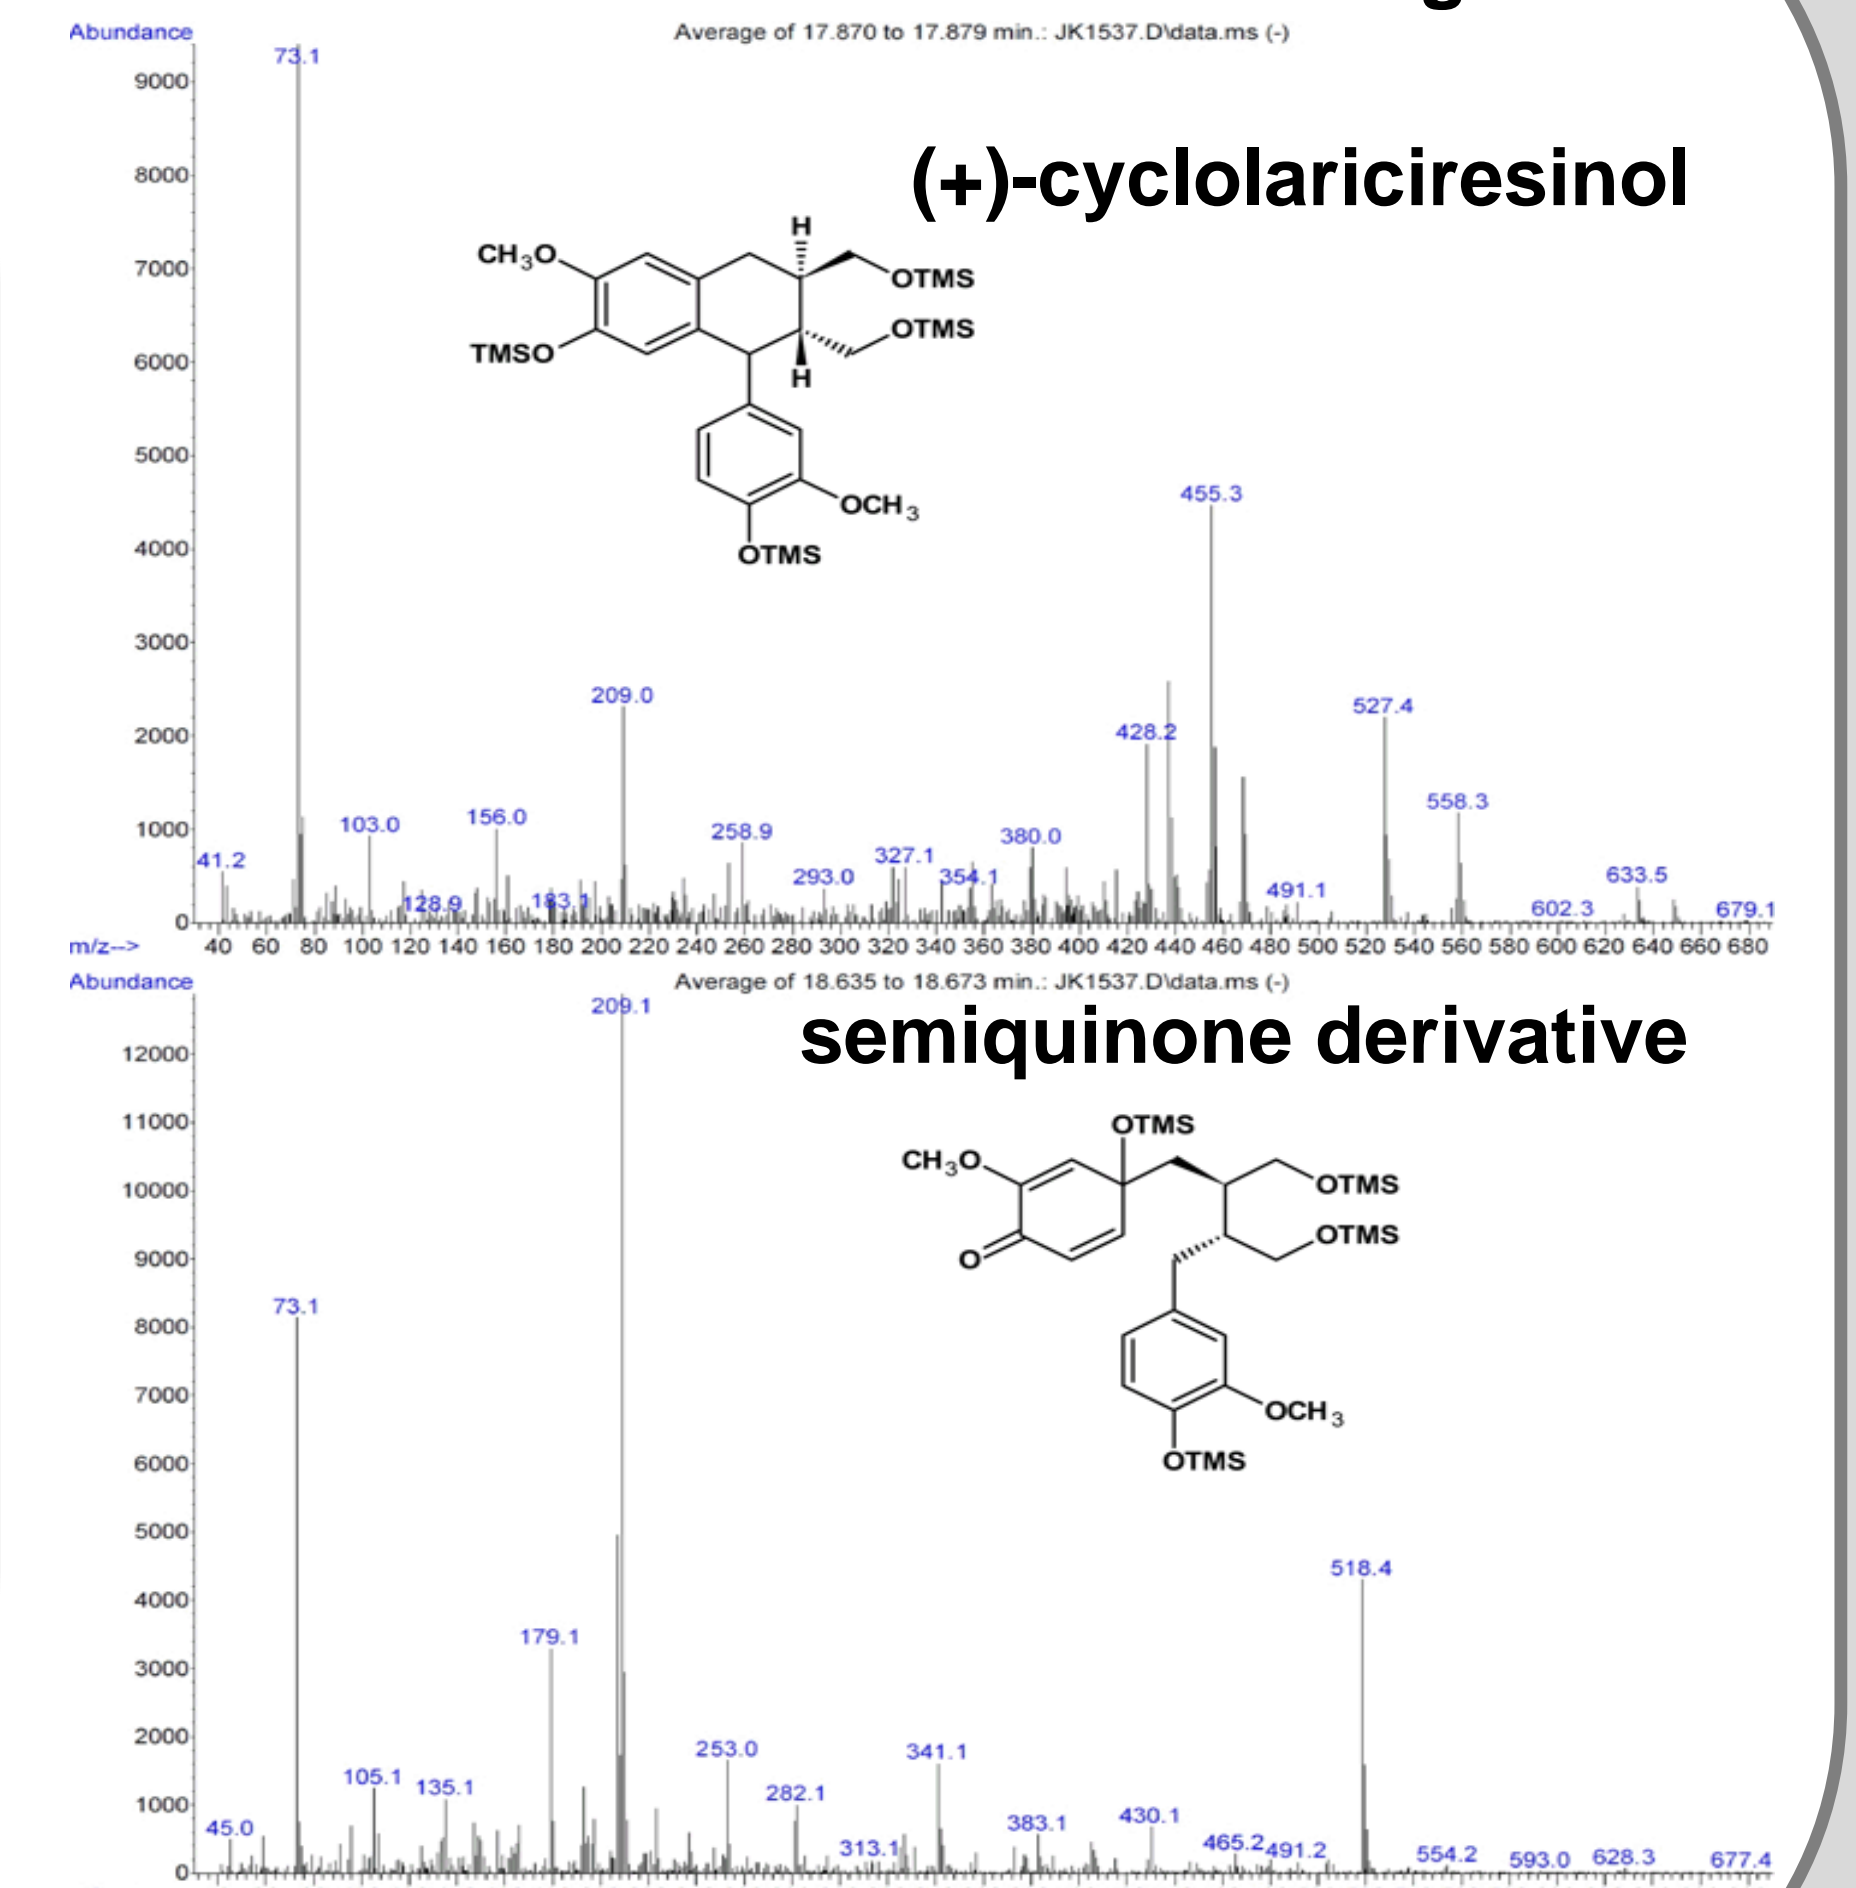 g
Abundance
Average of 17.870 to 17.879 min.: JK1537.D\data.ms (-)
73.1
9000
8000
(+)-cyclolariciresinol
H
CH3O
7000
OTMS
OTMS
TMSO
6000
H
5000
OCH3
455.3
OTMS
4000
3000
209.0
527.4
428.2
2000
558.3
156.0
103.0
1000
258.9
380.0
327.1
41.2
293.0
354.1
633.5
491.1
128.9
183.1
602.3
679.1
0
m/z-->
40 60 80 100 120 140 160 180 200 220 240 260 280 300 320 340 360 380 400 420 440 460 480 500 520 540 560 580 600 620 640 660 680
Abundance
Average of 18.635 to 18.673 min.: JK1537.D\data.ms (-)
209.1
semiquinone derivative
12000
11000
OTMS
CH3O
10000
OTMS
OTMS
9000
O
73.1
8000
7000
OCH3
6000
OTMS
5000
518.4
4000
179.1
3000
2000
253.0
341.1
105.1
135.1
282.1
1000
430.1
45.0
383.1
313.1
465.2
491.2
554.2
593.0
628.3
677.4
0